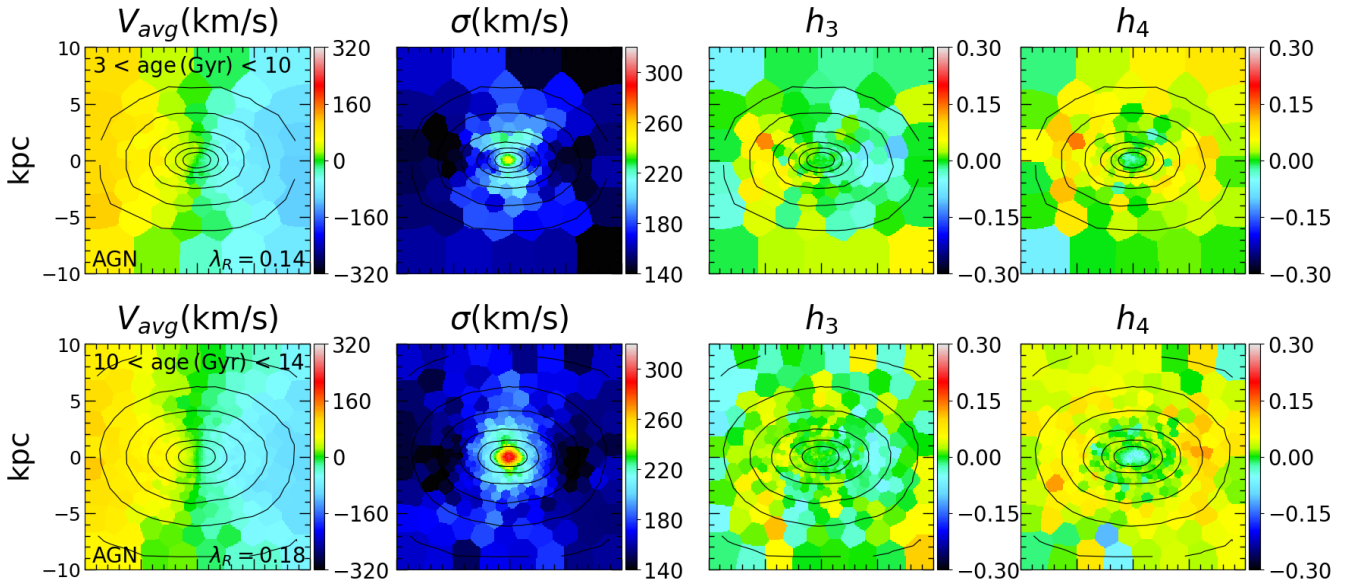 V_avg(km/s) σ(km/s) h_3 h_4
10 320 300 0.30 0.30
3 < age (Gyr) < 10
5 160 260 0.15 0.15
kpc 0 0 220 0.00 0.00
−5 −160 180 −0.15 −0.15
AGN λ_R = 0.14
−10 −320 140 −0.30 −0.30
V_avg(km/s) σ(km/s) h_3 h_4
10 320 300 0.30 0.30
10 < age (Gyr) < 14
5 160 260 0.15 0.15
kpc 0 0 220 0.00 0.00
−5 −160 180 −0.15 −0.15
AGN λ_R = 0.18
−10 −320 140 −0.30 −0.30